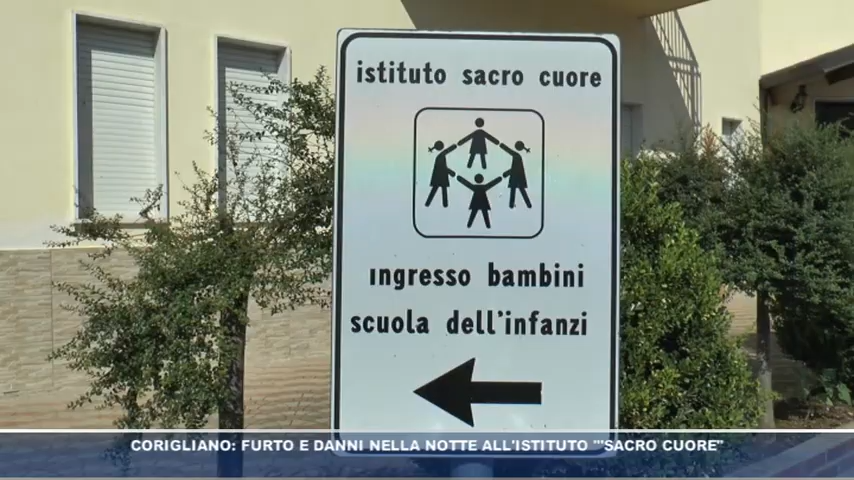 istituto sacro cuore
ingresso bambini
scuola dell'infanzi
CORIGLIANO: FURTO E DANNI NELLA NOTTE ALL'ISTITUTO ""SACRO CUORE"